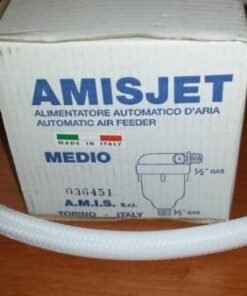 AMISJET
ALIMENTATORE AUTOMATICO D'ARIA
AUTOMATIC AIR FEEDER
MADE IN ITALY
MEDIO
½" GAS
036451
A.M.I.S. s.r.l.
½" GAS
TORINO - ITALY